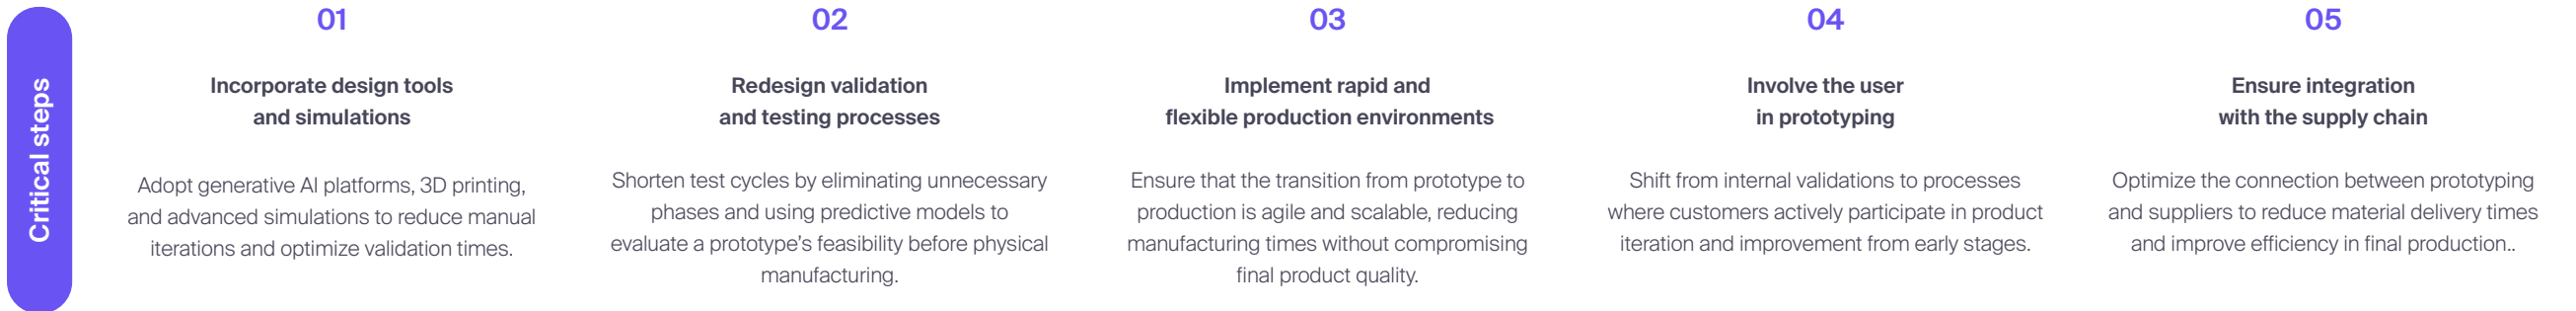 Critical steps
01
Incorporate design tools
and simulations
Adopt generative AI platforms, 3D printing,
and advanced simulations to reduce manual
iterations and optimize validation times.
02
Redesign validation
and testing processes
Shorten test cycles by eliminating unnecessary
phases and using predictive models to
evaluate a prototype’s feasibility before physical
manufacturing.
03
Implement rapid and
flexible production environments
Ensure that the transition from prototype to
production is agile and scalable, reducing
manufacturing times without compromising
final product quality.
04
Involve the user
in prototyping
Shift from internal validations to processes
where customers actively participate in product
iteration and improvement from early stages.
05
Ensure integration
with the supply chain
Optimize the connection between prototyping
and suppliers to reduce material delivery times
and improve efficiency in final production..